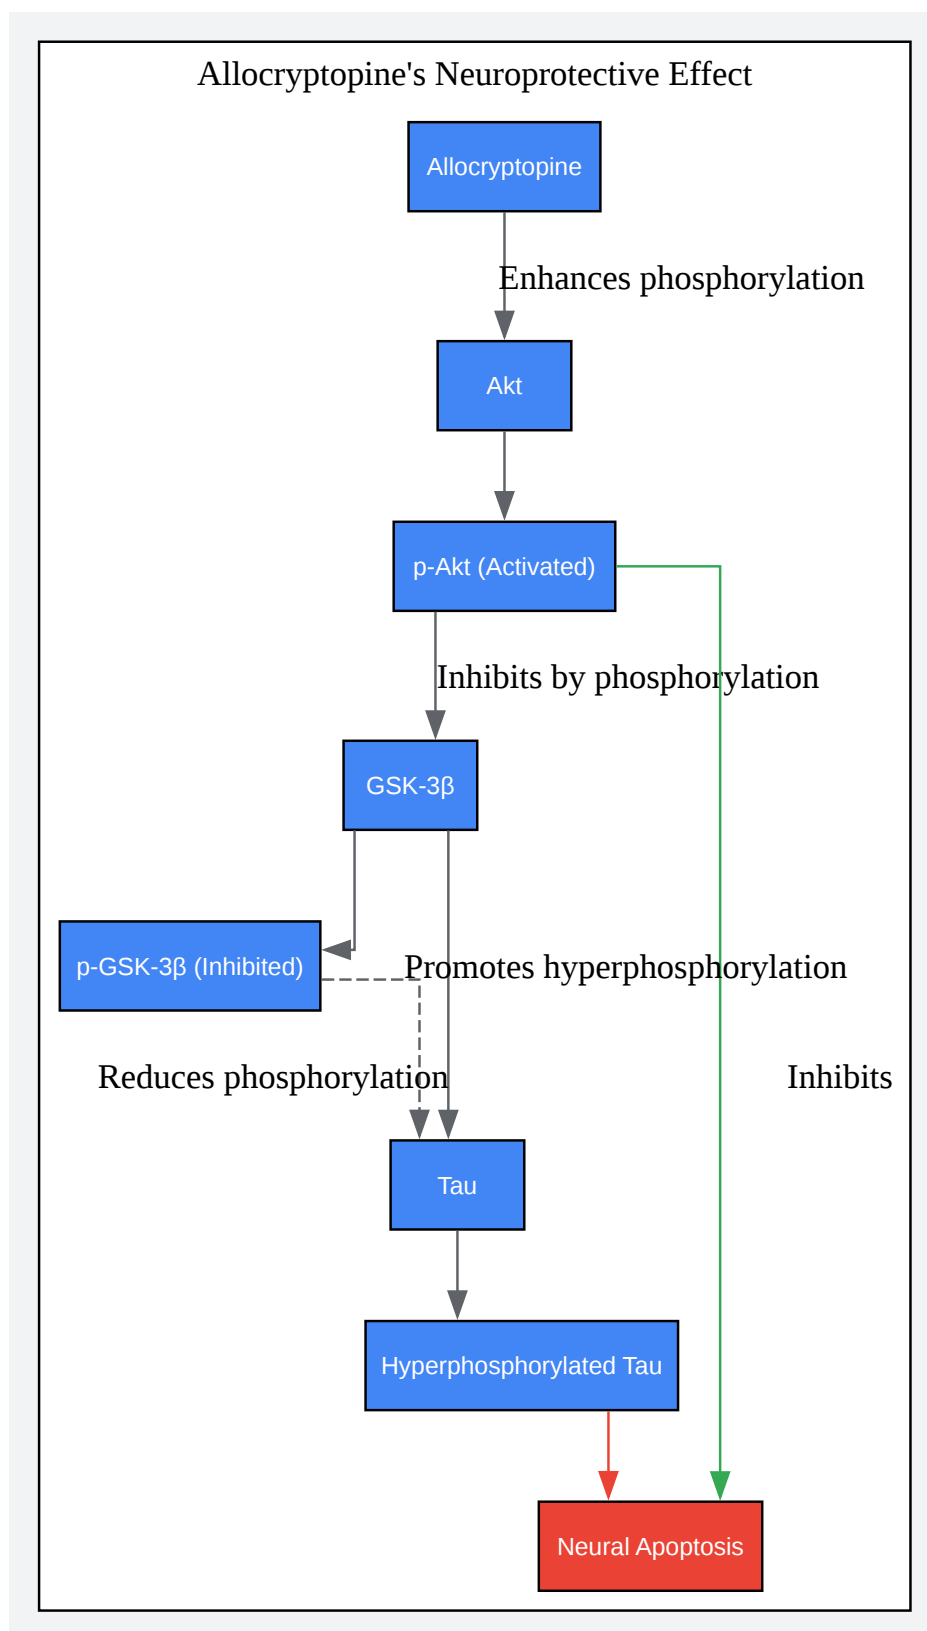 Allocryptopine's Neuroprotective Effect
Allocryptopine
Enhances phosphorylation
Akt
p-Akt (Activated)
Inhibits by phosphorylation
GSK-3β
p-GSK-3β (Inhibited)
Promotes hyperphosphorylation
Reduces phosphorylation
Inhibits
Tau
Hyperphosphorylated Tau
Neural Apoptosis